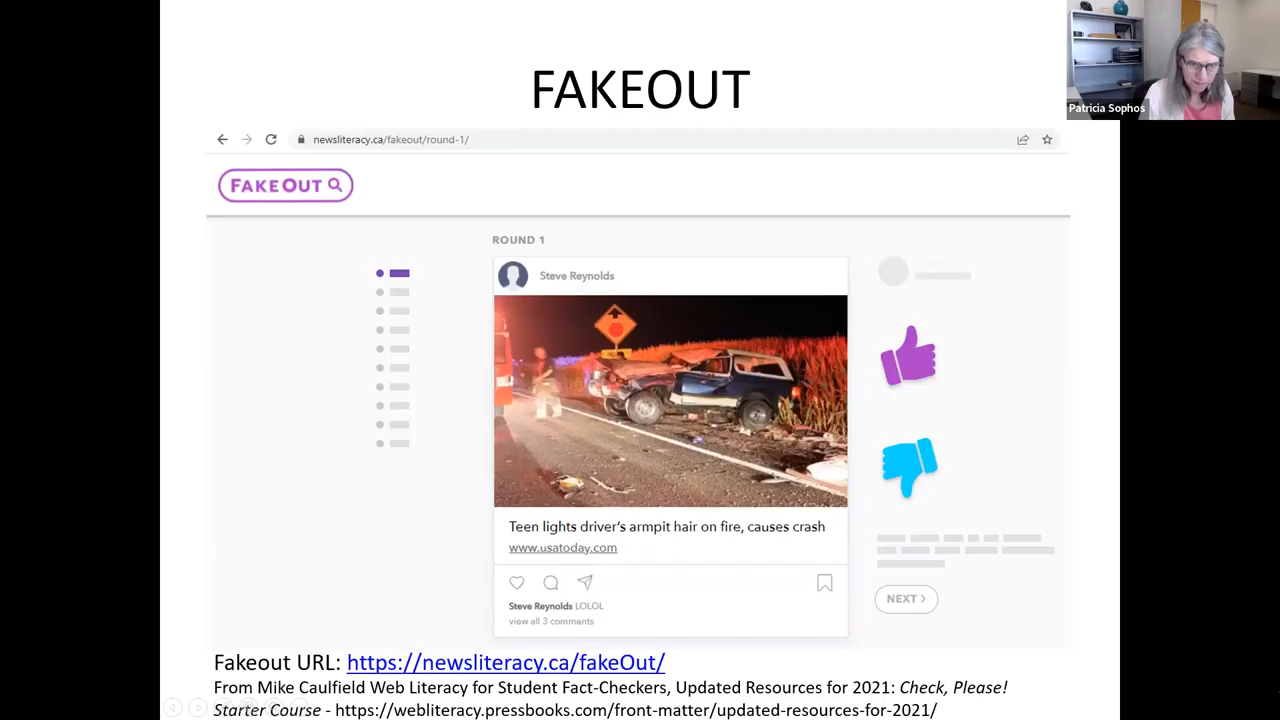 FAKEOUT
Patricia Sophos
newsliteracy.ca/fakeout/round-1/
FAKEOUT
ROUND 1
Steve Reynolds
Teen lights driver's armpit hair on fire, causes crash
www.usatoday.com
Steve Reynolds LOLOL
view all 3 comments
NEXT >
Fakeout URL: https://newsliteracy.ca/fakeOut/
From Mike Caulfield Web Literacy for Student Fact-Checkers, Updated Resources for 2021: Check, Please!
Starter Course - https://webliteracy.pressbooks.com/front-matter/updated-resources-for-2021/